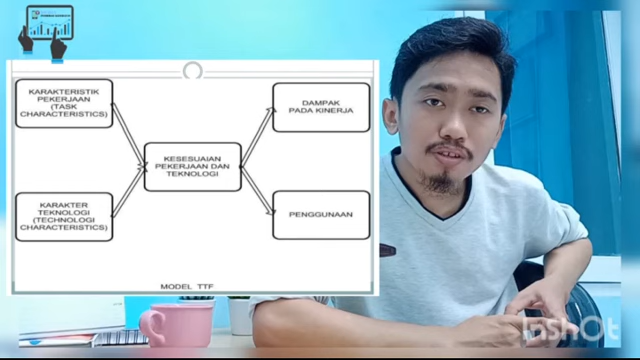 KARAKTERISTIK
PEKERJAAN
(TASK
CHARACTERISTICS)
KARAKTER
TEKNOLOGI
(TECHNOLOGI
CHARACTERISTICS)
KESESUAIAN
PEKERJAAN DAN
TEKNOLOGI
DAMPAK
PADA KINERJA
PENGGUNAAN
MODEL TTF
InShOt